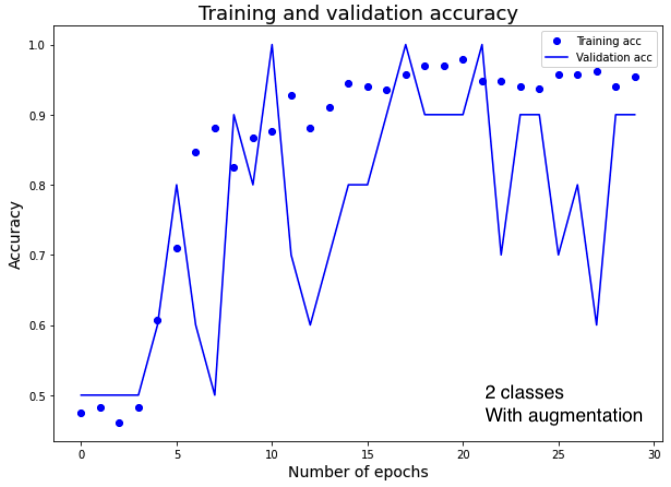 Training and validation accuracy
Training acc
Validation acc
Accuracy
1.0
0.9
0.8
0.7
0.6
0.5
2 classes
With augmentation
0 5 10 15 20 25 30
Number of epochs